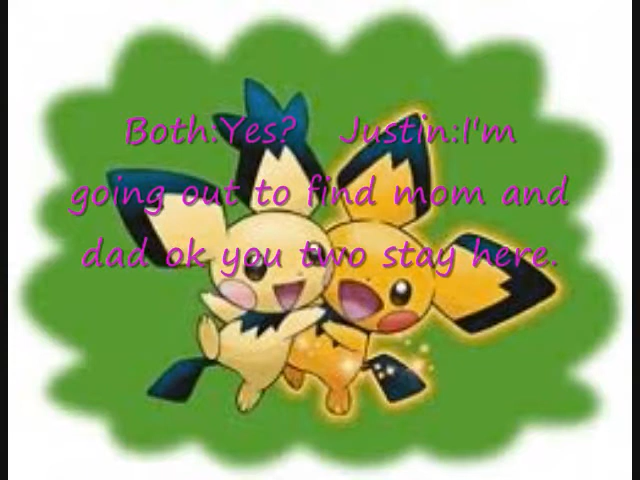 Both:Yes?   Justin:I'm
going out to find mom and
dad ok you two stay here.